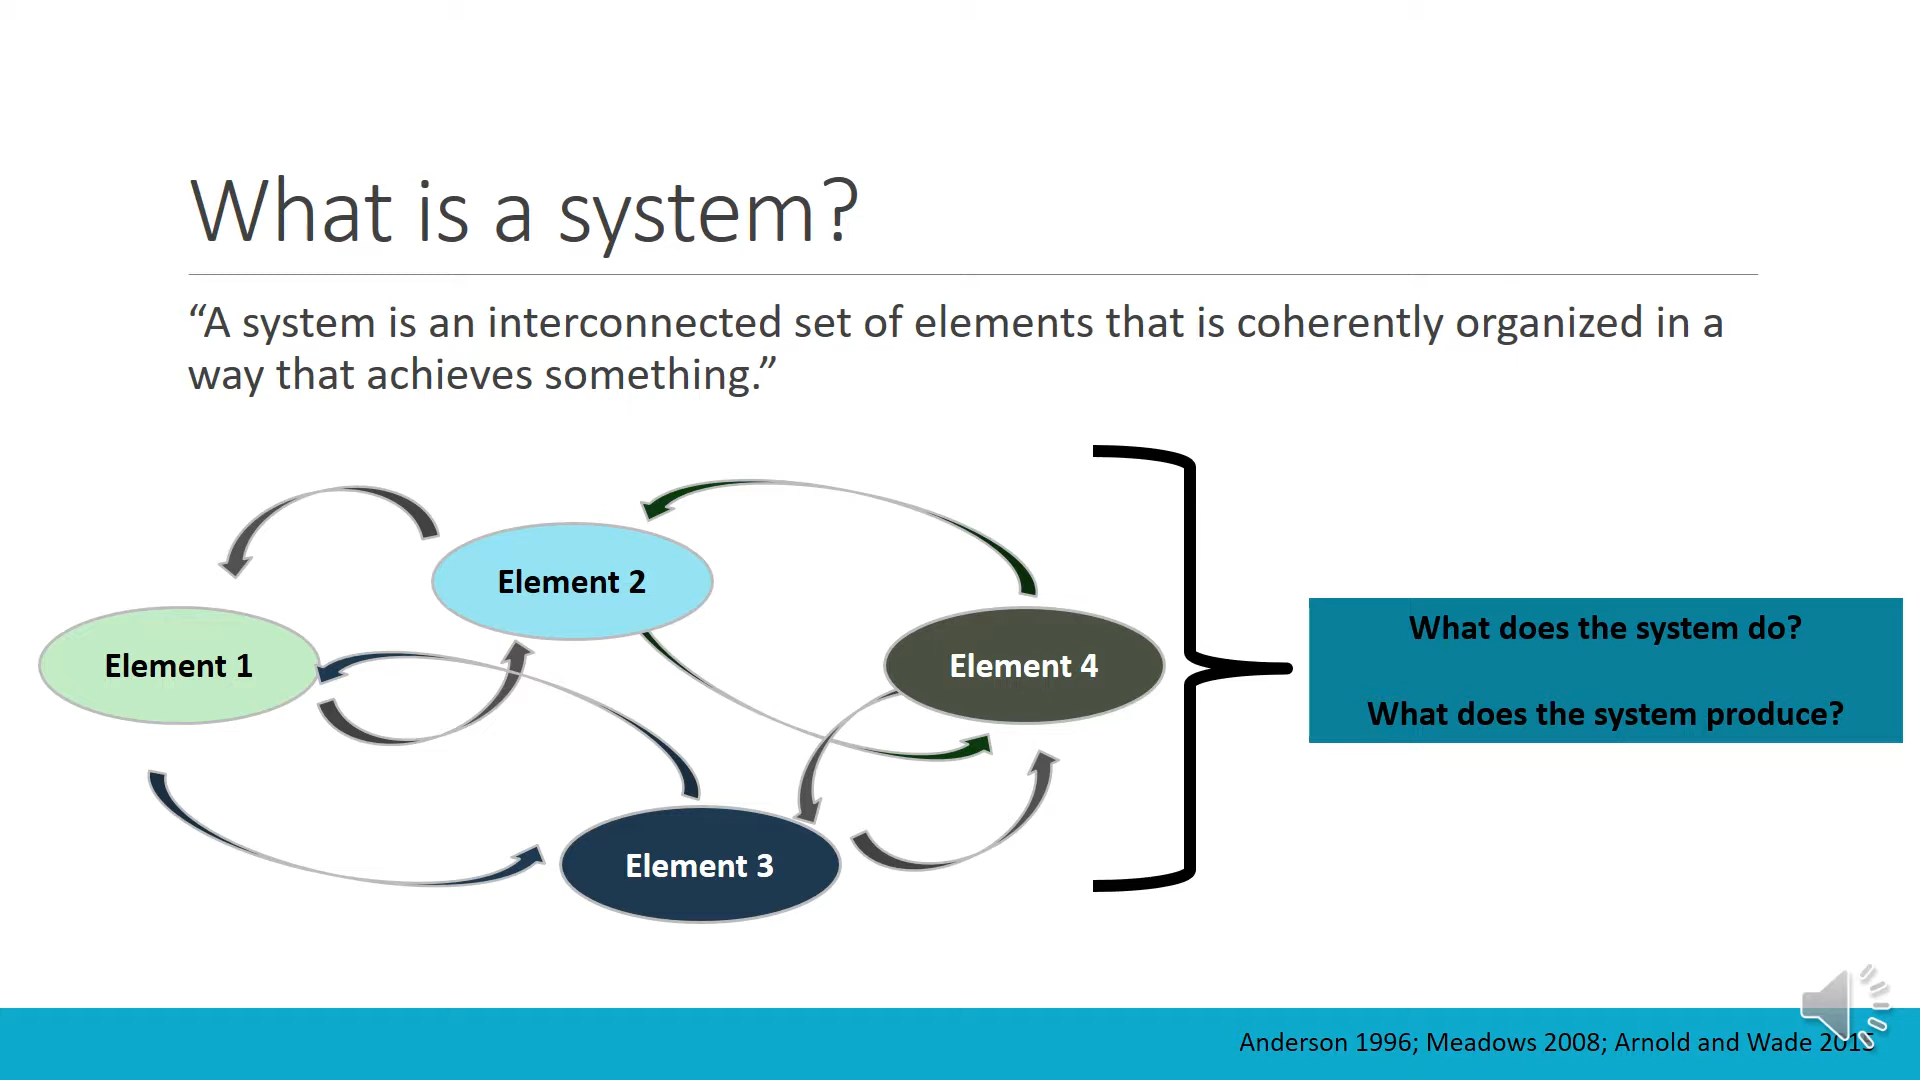 What is a system?
“A system is an interconnected set of elements that is coherently organized in a
way that achieves something.”
Element 2
Element 1
Element 4
Element 3
What does the system do?
What does the system produce?
Anderson 1996; Meadows 2008; Arnold and Wade 2015